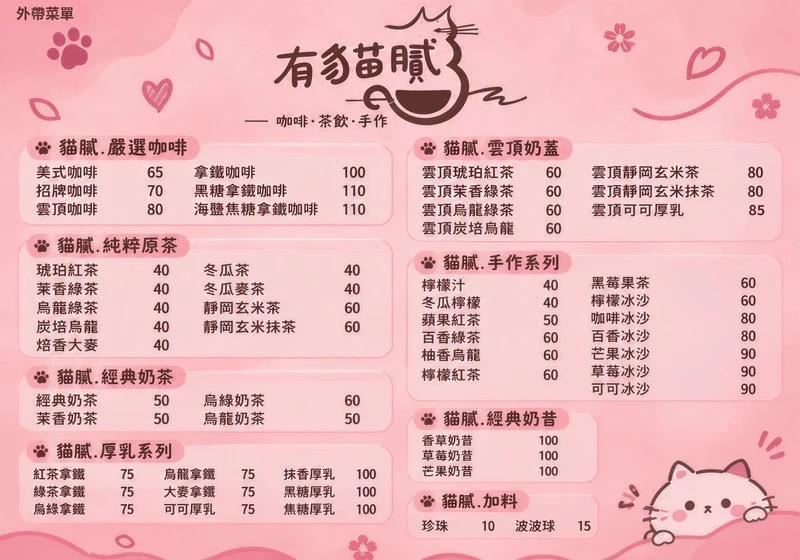 外帶菜單
有貓膩
咖啡·茶飲·手作
貓膩.嚴選咖啡
美式咖啡 65 拿鐵咖啡 100
招牌咖啡 70 黑糖拿鐵咖啡 110
雲頂咖啡 80 海鹽焦糖拿鐵咖啡 110
貓膩.純粹原茶
琥珀紅茶 40 冬瓜茶 40
茉香綠茶 40 冬瓜麥茶 40
烏龍綠茶 40 靜岡玄米茶 60
炭焙烏龍 40 靜岡玄米抹茶 60
焙香大麥 40
貓膩.經典奶茶
經典奶茶 50 烏綠奶茶 60
茉香奶茶 50 烏龍奶茶 60
貓膩.厚乳系列
紅茶拿鐵 75 烏龍拿鐵 75 抹香厚乳 100
綠茶拿鐵 75 大麥拿鐵 75 黑糖厚乳 100
烏綠拿鐵 75 可可厚乳 75 焦糖厚乳 100
貓膩.雲頂奶蓋
雲頂琥珀紅茶 60 雲頂靜岡玄米茶 80
雲頂茉香綠茶 60 雲頂靜岡玄米抹茶 80
雲頂烏龍綠茶 60 雲頂可可厚乳 85
雲頂炭焙烏龍 60
貓膩.手作系列
檸檬汁 40 黑莓果茶 60
冬瓜檸檬 40 檸檬冰沙 60
蘋果紅茶 50 咖啡冰沙 80
百香綠茶 60 百香冰沙 80
柚香烏龍 60 芒果冰沙 90
檸檬紅茶 60 草莓冰沙 90
可可冰沙 90
貓膩.經典奶昔
香草奶昔 100
草莓奶昔 100
芒果奶昔 100
貓膩.加料
珍珠 10 波波球 15